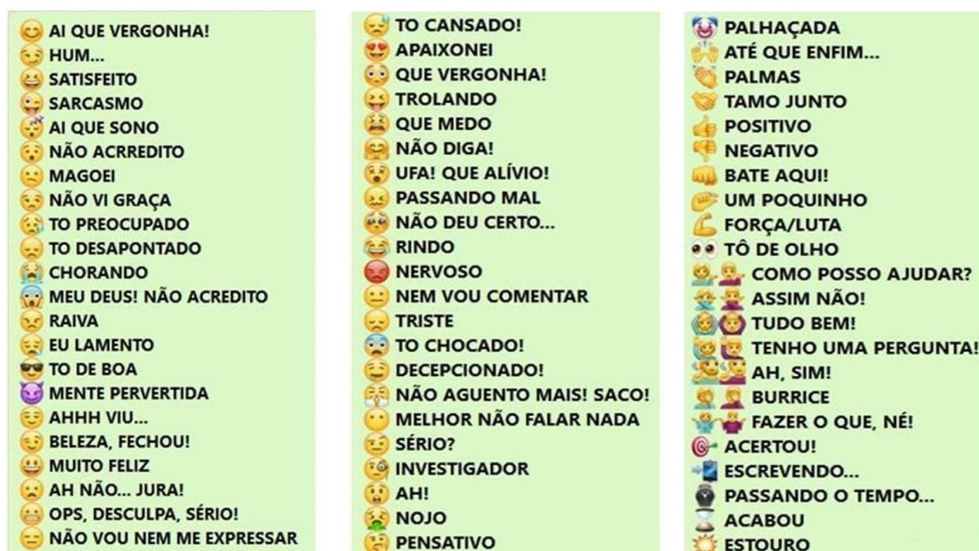 AI QUE VERGONHA!
HUM...
SATISFEITO
SARCASMO
AI QUE SONO
NÃO ACRREDITO
MAGOEI
NÃO VI GRAÇA
TO PREOCUPADO
TO DESAPONTADO
CHORANDO
MEU DEUS! NÃO ACREDITO
RAIVA
EU LAMENTO
TO DE BOA
MENTE PERVERTIDA
AHHH VIU...
BELEZA, FECHOU!
MUITO FELIZ
AH NÃO... JURA!
OPS, DESCULPA, SÉRIO!
NÃO VOU NEM ME EXPRESSAR
TO CANSADO!
APAIXONEI
QUE VERGONHA!
TROLANDO
QUE MEDO
NÃO DIGA!
UFA! QUE ALÍVIO!
PASSANDO MAL
NÃO DEU CERTO...
RINDO
NERVOSO
NEM VOU COMENTAR
TRISTE
TO CHOCADO!
DECEPCIONADO!
NÃO AGUENTO MAIS! SACO!
MELHOR NÃO FALAR NADA
SÉRIO?
INVESTIGADOR
AH!
NOJO
PENSATIVO
PALHAÇADA
ATÉ QUE ENFIM...
PALMAS
TAMO JUNTO
POSITIVO
NEGATIVO
BATE AQUI!
UM POQUINHO
FORÇA/LUTA
TÔ DE OLHO
COMO POSSO AJUDAR?
ASSIM NÃO!
TUDO BEM!
TENHO UMA PERGUNTA!
AH, SIM!
BURRICE
FAZER O QUE, NÉ!
ACERTOU!
ESCREVENDO...
PASSANDO O TEMPO...
ACABOU
ESTOURO